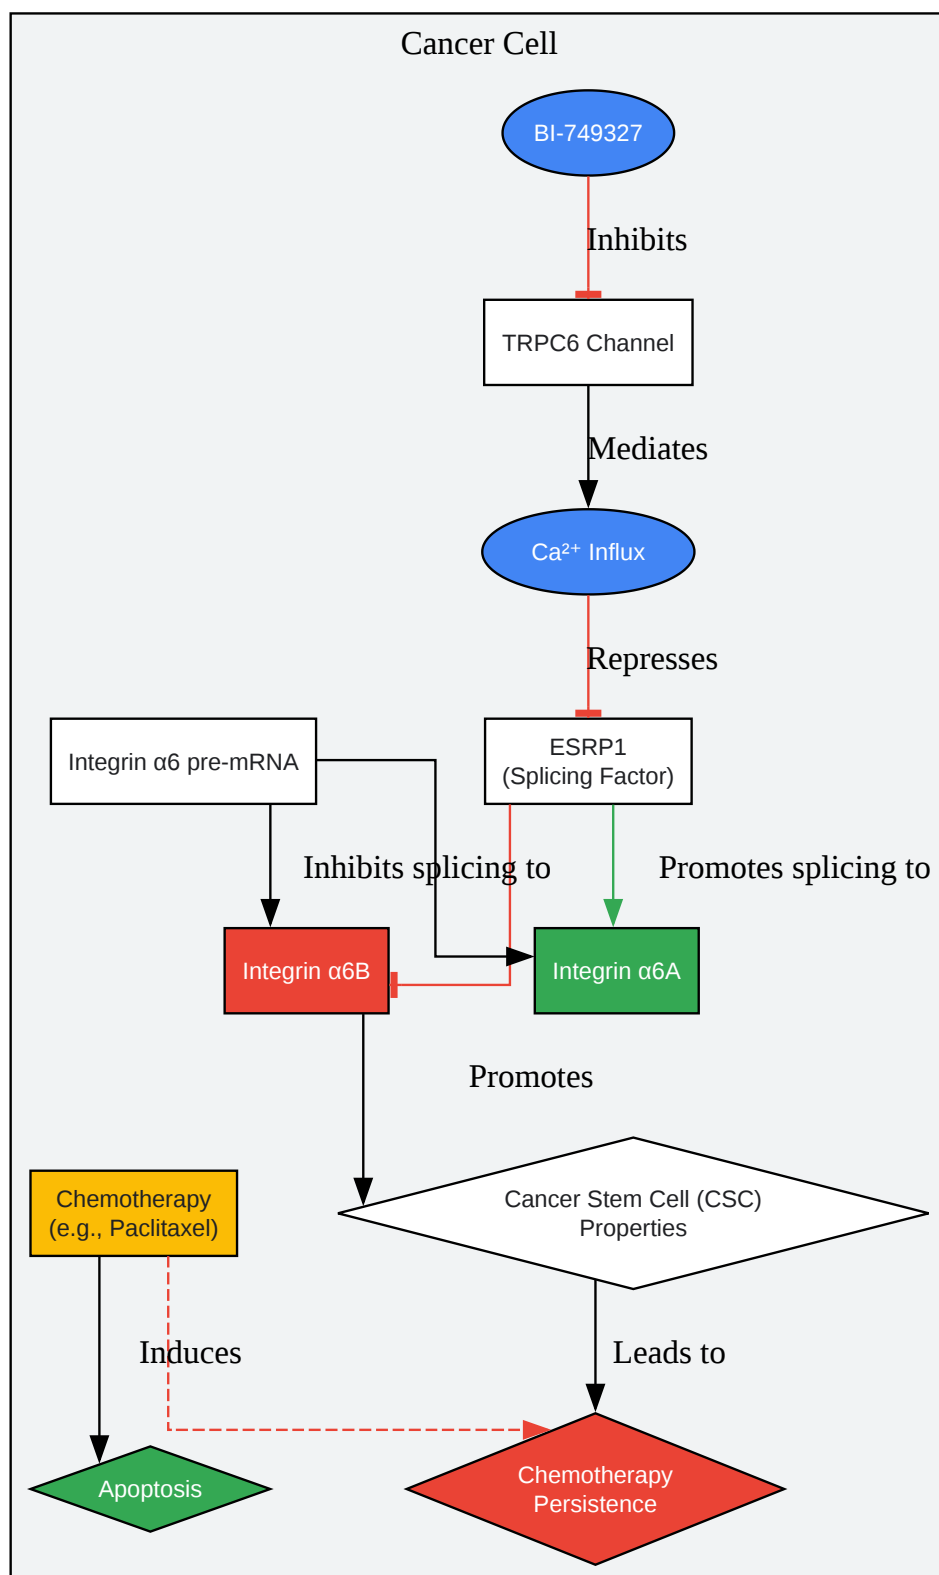 Cancer Cell
BI-749327
Inhibits
TRPC6 Channel
Mediates
Ca²⁺ Influx
Represses
Integrin α6 pre-mRNA
ESRP1
(Splicing Factor)
Inhibits splicing to
Promotes splicing to
Integrin α6B
Integrin α6A
Promotes
Chemotherapy
(e.g., Paclitaxel)
Cancer Stem Cell (CSC)
Properties
Induces
Leads to
Apoptosis
Chemotherapy
Persistence